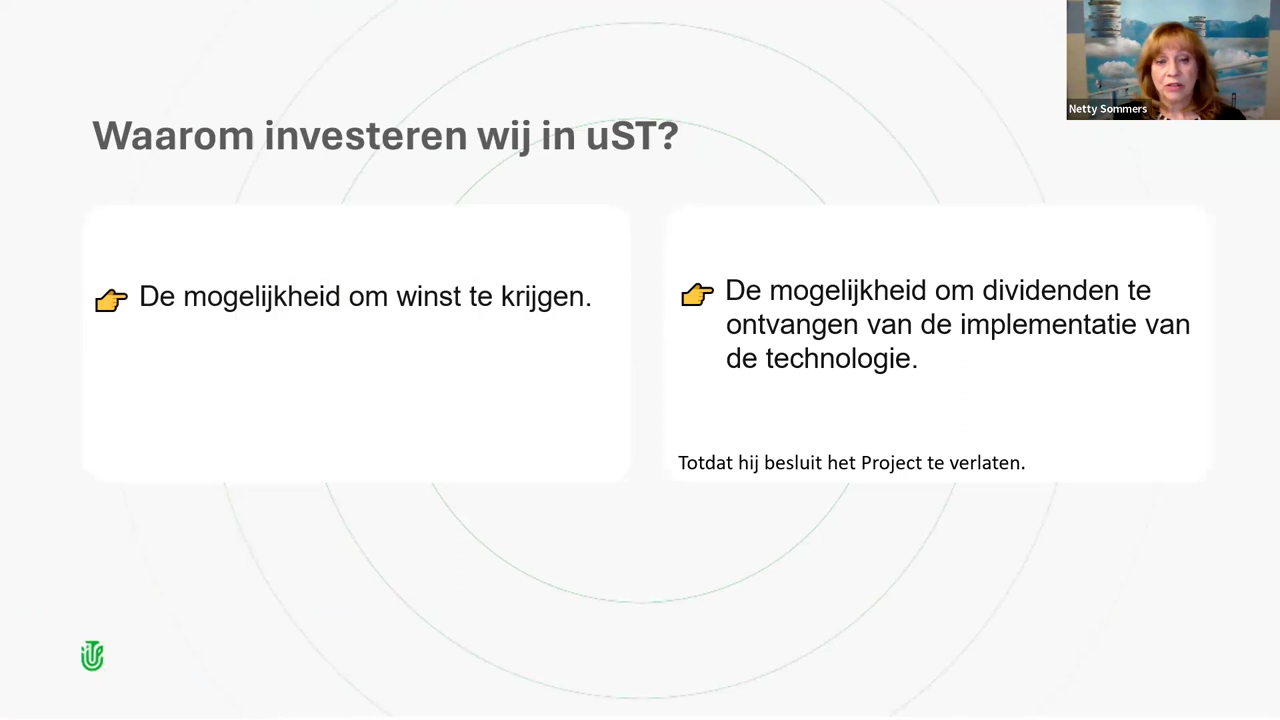 Netty Sommers
Waarom investeren wij in uST?
👉 De mogelijkheid om winst te krijgen.
👉 De mogelijkheid om dividenden te
ontvangen van de implementatie van
de technologie.
Totdat hij besluit het Project te verlaten.